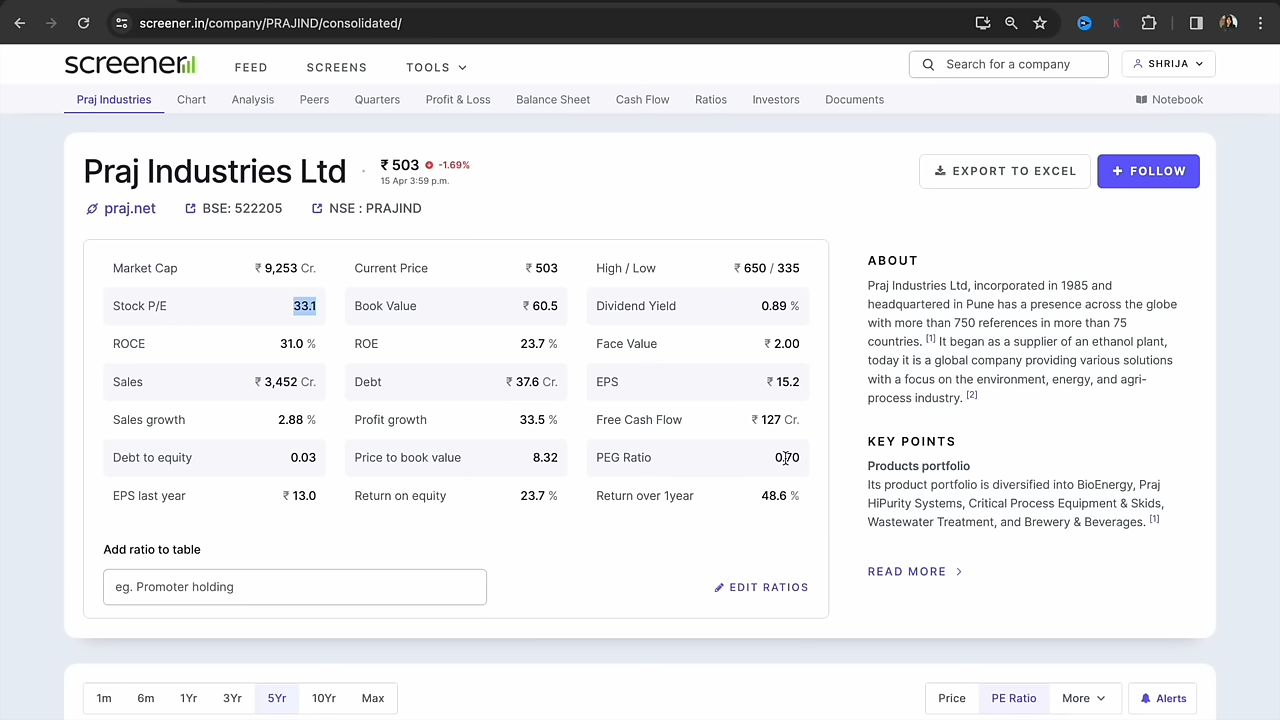 screener.in/company/PRAJIND/consolidated/
K
screener
FEED
SCREENS
TOOLS
Search for a company
SHRIJA
Praj Industries
Chart
Analysis
Peers
Quarters
Profit & Loss
Balance Sheet
Cash Flow
Ratios
Investors
Documents
Notebook
Praj Industries Ltd
₹ 503 -1.69%
15 Apr 3:59 p.m.
EXPORT TO EXCEL
+ FOLLOW
praj.net
BSE: 522205
NSE : PRAJIND
Market Cap ₹ 9,253 Cr.
Current Price ₹ 503
High / Low ₹ 650 / 335
Stock P/E 33.1
Book Value ₹ 60.5
Dividend Yield 0.89 %
ROCE 31.0 %
ROE 23.7 %
Face Value ₹ 2.00
Sales ₹ 3,452 Cr.
Debt ₹ 37.6 Cr.
EPS ₹ 15.2
Sales growth 2.88 %
Profit growth 33.5 %
Free Cash Flow ₹ 127 Cr.
Debt to equity 0.03
Price to book value 8.32
PEG Ratio 0.70
EPS last year ₹ 13.0
Return on equity 23.7 %
Return over 1year 48.6 %
Add ratio to table
eg. Promoter holding
EDIT RATIOS
ABOUT
Praj Industries Ltd, incorporated in 1985 and
headquartered in Pune has a presence across the globe
with more than 750 references in more than 75
countries. [1] It began as a supplier of an ethanol plant,
today it is a global company providing various solutions
with a focus on the environment, energy, and agri-
process industry. [2]
KEY POINTS
Products portfolio
Its product portfolio is diversified into BioEnergy, Praj
HiPurity Systems, Critical Process Equipment & Skids,
Wastewater Treatment, and Brewery & Beverages. [1]
READ MORE
1m
6m
1Yr
3Yr
5Yr
10Yr
Max
Price
PE Ratio
More
Alerts